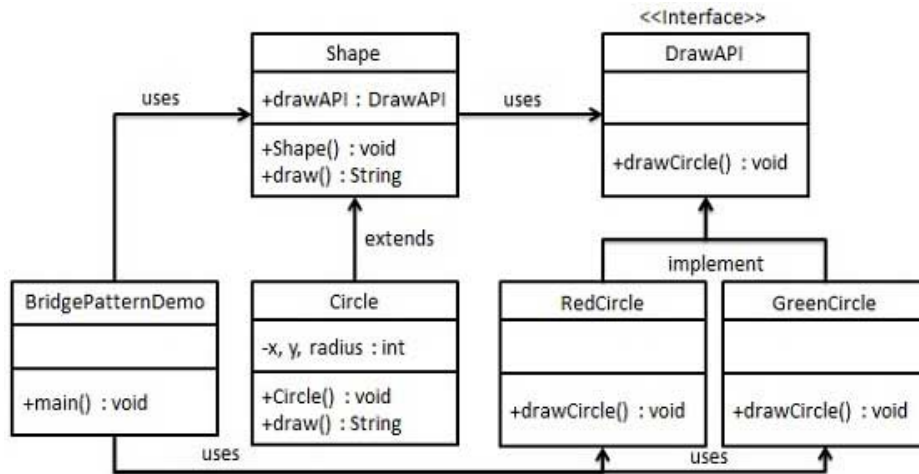 <<Interface>>
Shape
+drawAPI : DrawAPI
+Shape() : void
+draw() : String
uses
uses
DrawAPI
+drawCircle() : void
extends
implement
BridgePatternDemo
+main() : void
Circle
-x, y, radius : int
+Circle() : void
+draw() : String
RedCircle
+drawCircle() : void
GreenCircle
+drawCircle() : void
uses
uses